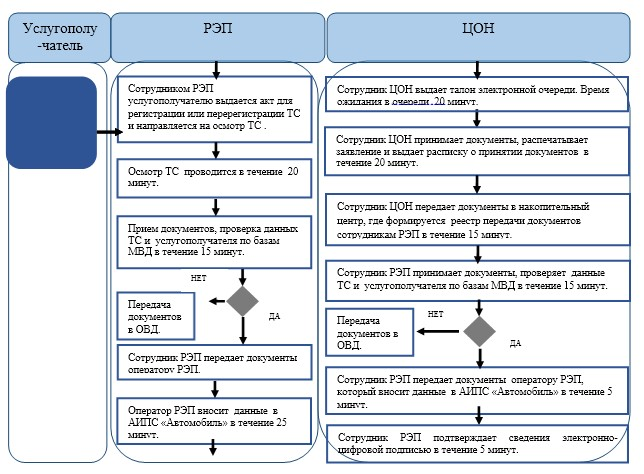 Услугополу
-чатель
РЭП
ЦОН
Сотрудником РЭП
услугополучателю выдается акт для
регистрации или перерегистрации ТС
и направляется на осмотр ТС .
Осмотр ТС проводится в течение 20
минут.
Прием документов, проверка данных
ТС и услугополучателя по базам
МВД в течение 15 минут.
НЕТ
Передача
документов
в ОВД.
ДА
Сотрудник РЭП передает документы
оператору РЭП.
Оператор РЭП вносит данные в
АИПС «Автомобиль» в течение 25
минут.
Сотрудник ЦОН выдает талон электронной очереди. Время
ожидания в очереди 20 минут.
Сотрудник ЦОН принимает документы, распечатывает
заявление и выдает расписку о принятии документов в
течение 20 минут.
Сотрудник ЦОН передает документы в накопительный
центр, где формируется реестр передачи документов
сотрудникам РЭП в течение 15 минут.
Сотрудник РЭП принимает документы, проверяет данные
ТС и услугополучателя по базам МВД в течение 15 минут.
НЕТ
Передача
документов в
ОВД.
ДА
Сотрудник РЭП передает документы оператору РЭП,
который вносит данные в АИПС «Автомобиль» в течение 5
минут.
Сотрудник РЭП подтверждает сведения электронно-
цифровой подписью в течение 5 минут.